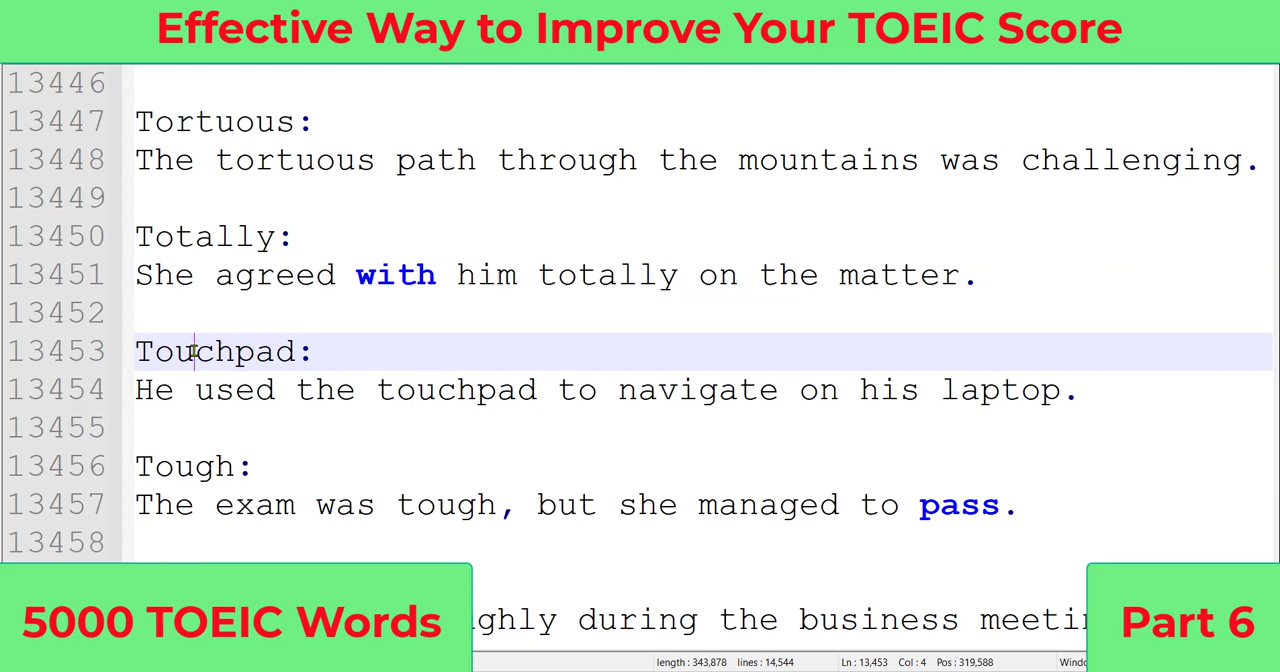 Effective Way to Improve Your TOEIC Score
13446
13447 Tortuous:
13448 The tortuous path through the mountains was challenging.
13449
13450 Totally:
13451 She agreed with him totally on the matter.
13452
13453 Touchpad:
13454 He used the touchpad to navigate on his laptop.
13455
13456 Tough:
13457 The exam was tough, but she managed to pass.
13458
during the business
5000 TOEIC Words
Part 6
length : 343,878 lines : 14,544 Ln : 13,453 Col : 4 Pos : 319,588